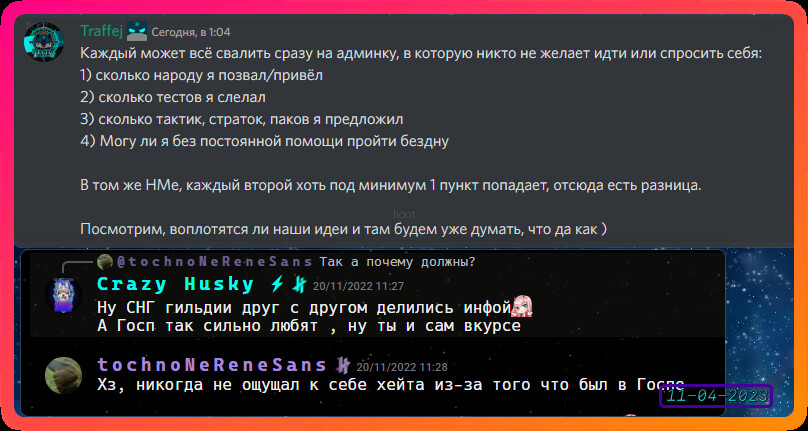 Traffej Сегодня, в 1:04
Каждый может всё свалить сразу на админку, в которую никто не желает идти или спросить себя:
1) сколько народу я позвал/привёл
2) сколько тестов я слелал
3) сколько тактик, страток, паков я предложил
4) Могу ли я без постоянной помощи пройти бездну
В том же НМе, каждый второй хоть под минимум 1 пункт попадает, отсюда есть разница.
hoot
Посмотрим, воплотятся ли наши идеи и там будем уже думать, что да как )
@tochnoNeReneSans Так а почему должны?
Crazy Husky 20/11/2022 11:27
Ну СНГ гильдии друг с другом делились инфой
А Госп так сильно любят , ну ты и сам вкурсе
tochnoNeReneSans 20/11/2022 11:28
Хз, никогда не ощущал к себе хейта из-за того что был в Госпе
11-04-2023